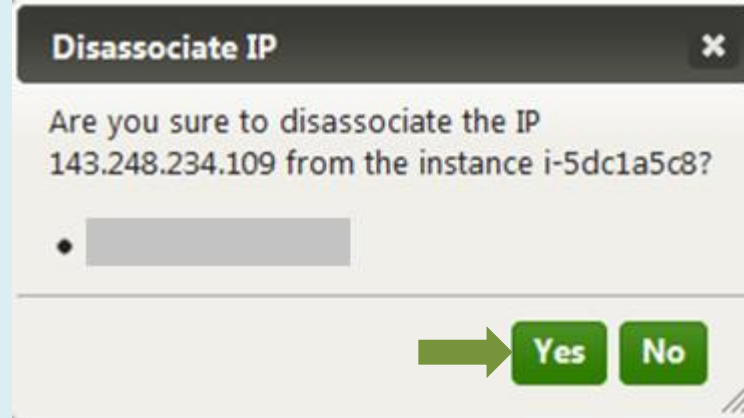 Disassociate IP
Are you sure to disassociate the IP
143.248.234.109 from the instance i-5dc1a5c8?
Yes No